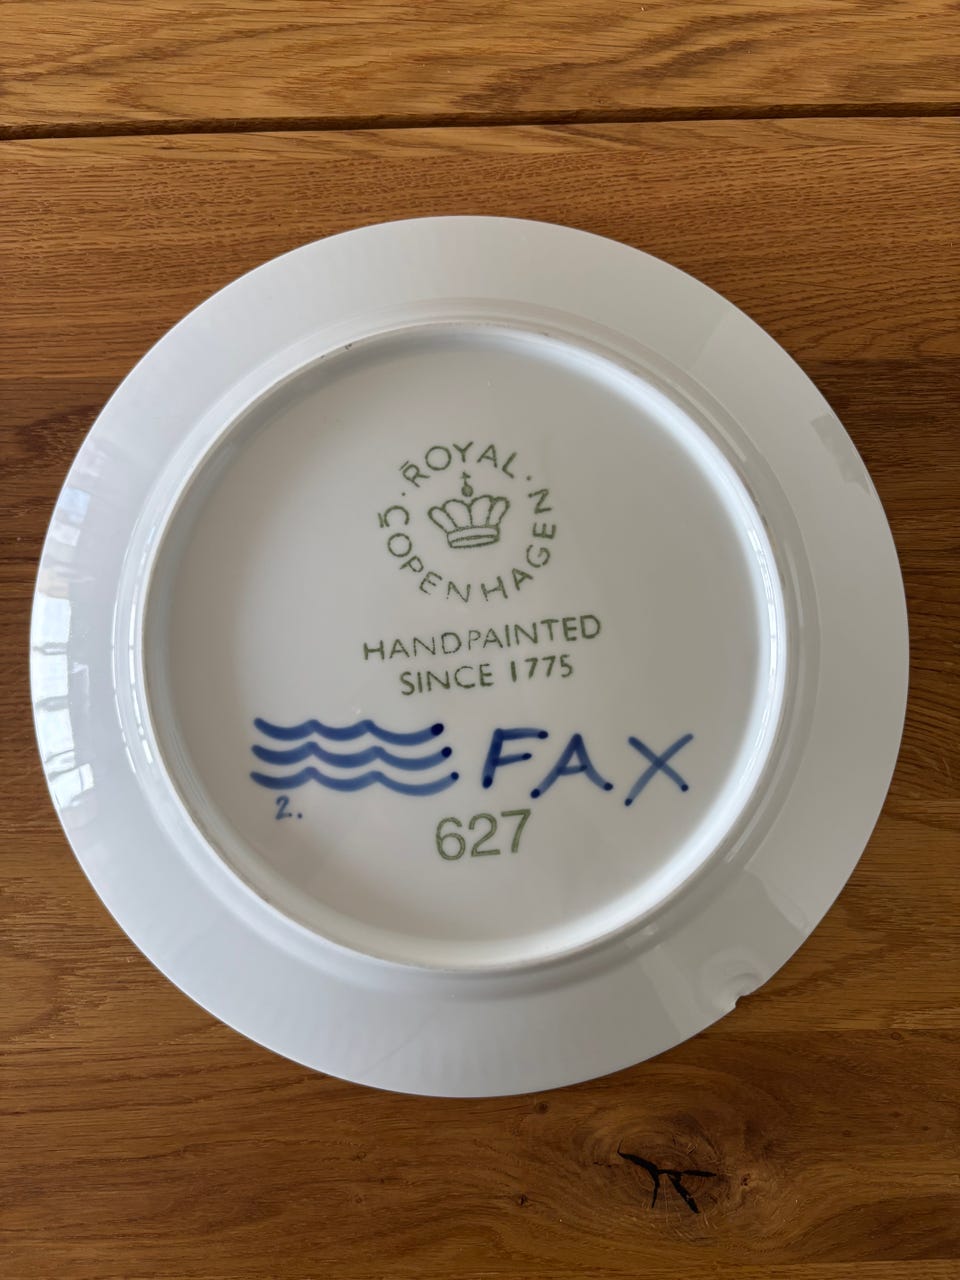 ROYAL · COPENHAGEN ·
HANDPAINTED
SINCE 1775
FAX
2.
627